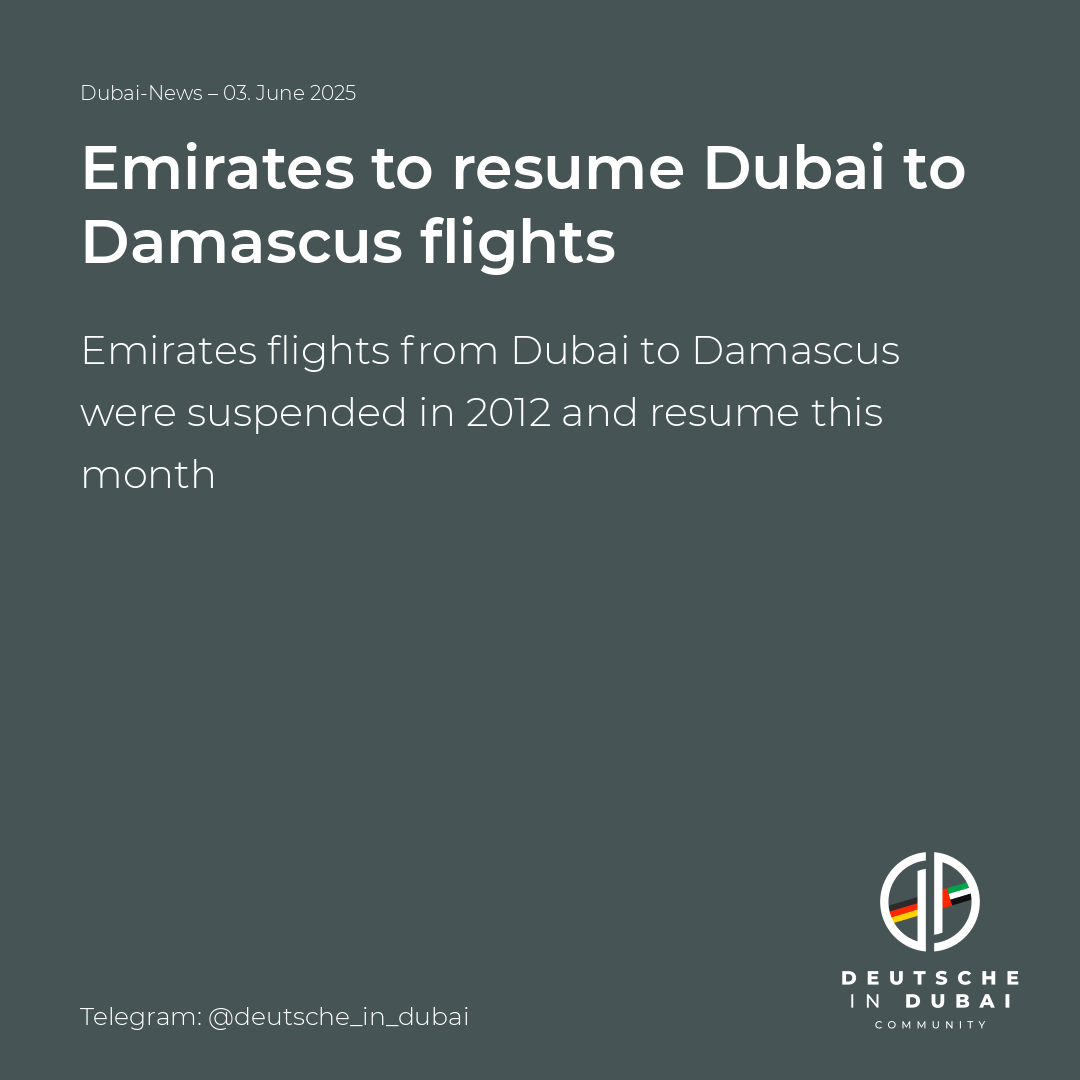 Dubai-News – 03. June 2025
Emirates to resume Dubai to
Damascus flights
Emirates flights from Dubai to Damascus
were suspended in 2012 and resume this
month
DEUTSCHE
IN DUBAI
COMMUNITY
Telegram: @deutsche_in_dubai